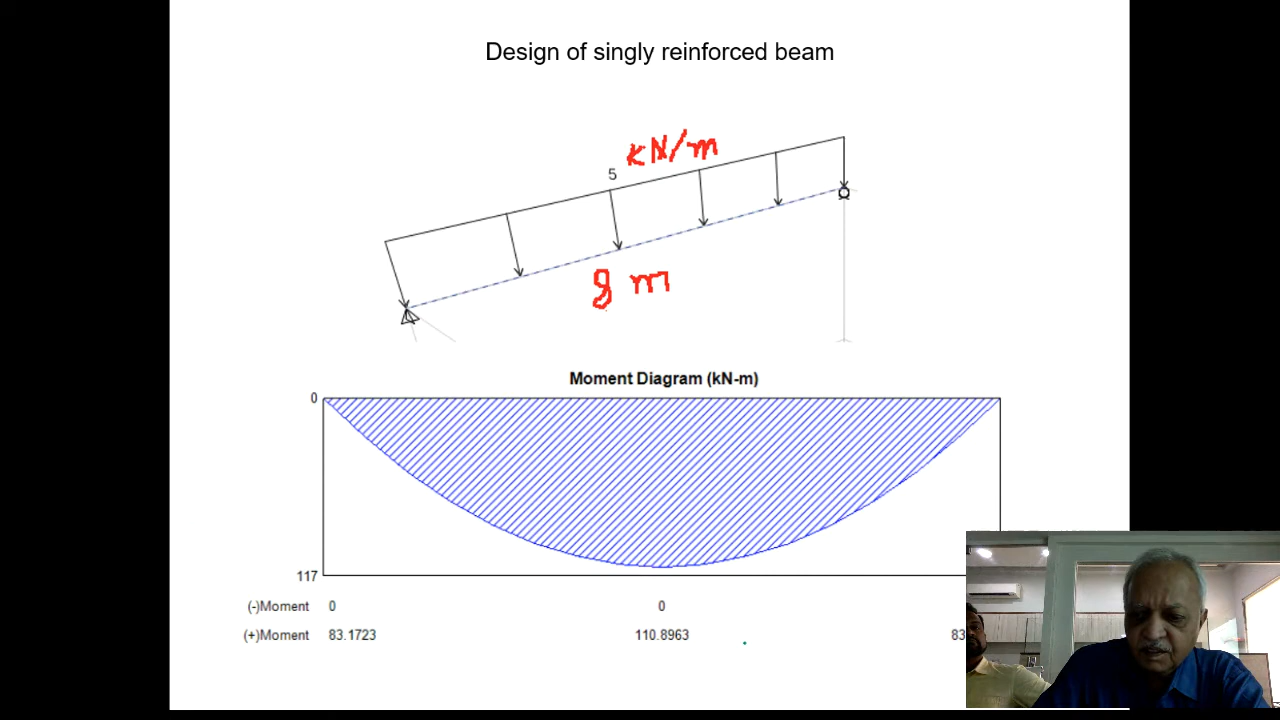 Design of singly reinforced beam
kN/m
5
8 m
Moment Diagram (kN-m)
0
117
(-)Moment 0 0
(+)Moment 83.1723 110.8963 83